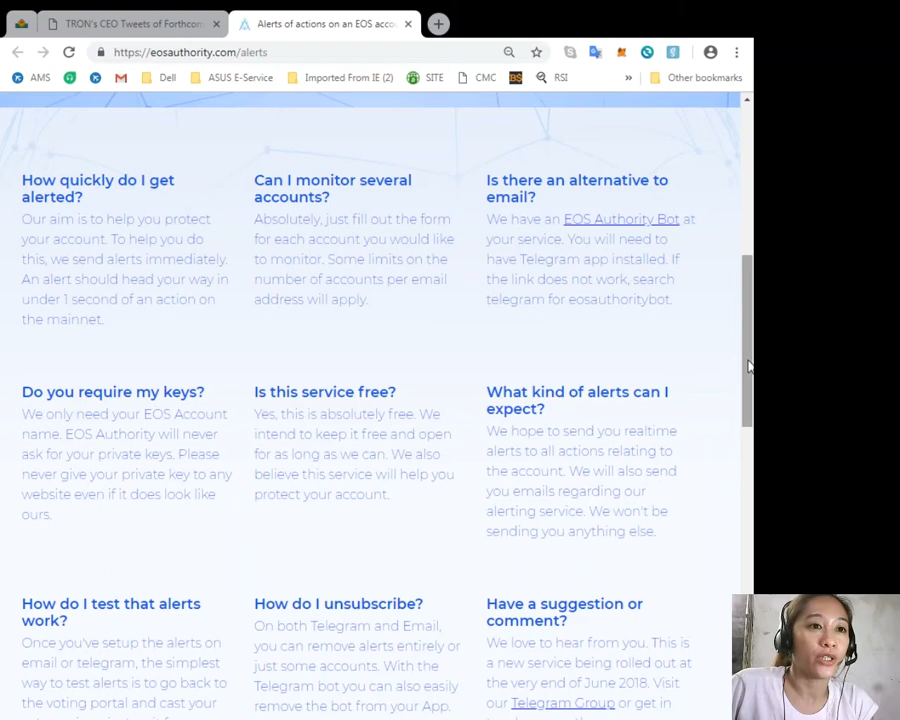 TRON's CEO Tweets of Forthcom
Alerts of actions on an EOS acco
https://eosauthority.com/alerts
AMS
Dell
ASUS E-Service
Imported From IE (2)
SITE
CMC
BS
RSI
»
Other bookmarks
How quickly do I get
alerted?
Our aim is to help you protect
your account. To help you do
this, we send alerts immediately.
An alert should head your way in
under 1 second of an action on
the mainnet.
Can I monitor several
accounts?
Absolutely, just fill out the form
for each account you would like
to monitor. Some limits on the
number of accounts per email
address will apply.
Is there an alternative to
email?
We have an EOS Authority Bot at
your service. You will need to
have Telegram app installed. If
the link does not work, search
telegram for eosauthoritybot.
Do you require my keys?
We only need your EOS Account
name. EOS Authority will never
ask for your private keys. Please
never give your private key to any
website even if it does look like
ours.
Is this service free?
Yes, this is absolutely free. We
intend to keep it free and open
for as long as we can. We also
believe this service will help you
protect your account.
What kind of alerts can I
expect?
We hope to send you realtime
alerts to all actions relating to
the account. We will also send
you emails regarding our
alerting service. We won't be
sending you anything else.
How do I test that alerts
work?
Once you've setup the alerts on
email or telegram, the simplest
way to test alerts is to go back to
the voting portal and cast your
How do I unsubscribe?
On both Telegram and Email,
you can remove alerts entirely or
just some accounts. With the
Telegram bot you can also easily
remove the bot from your App.
Have a suggestion or
comment?
We love to hear from you. This is
a new service being rolled out at
the very end of June 2018. Visit
our Telegram Group or get in